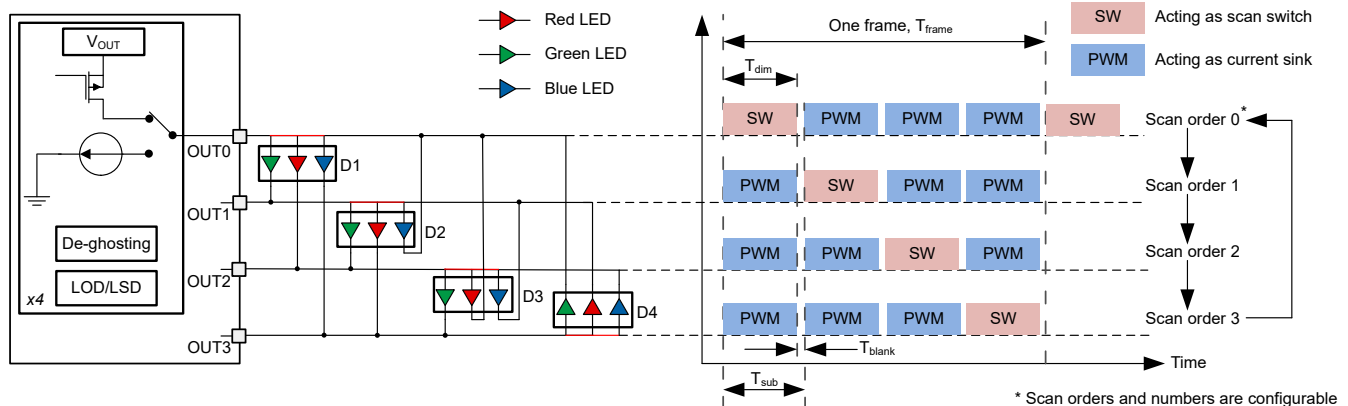 VOUT
De-ghosting
LOD/LSD
x4
OUT0
OUT1
OUT2
OUT3
Red LED
Green LED
Blue LED
D1
D2
D3
D4
One frame, Tframe
Tdim
SW PWM PWM PWM SW
PWM SW PWM PWM
PWM PWM SW PWM
PWM PWM PWM SW
Tblank
Tsub
Time
SW Acting as scan switch
PWM Acting as current sink
Scan order 0*
Scan order 1
Scan order 2
Scan order 3
* Scan orders and numbers are configurable